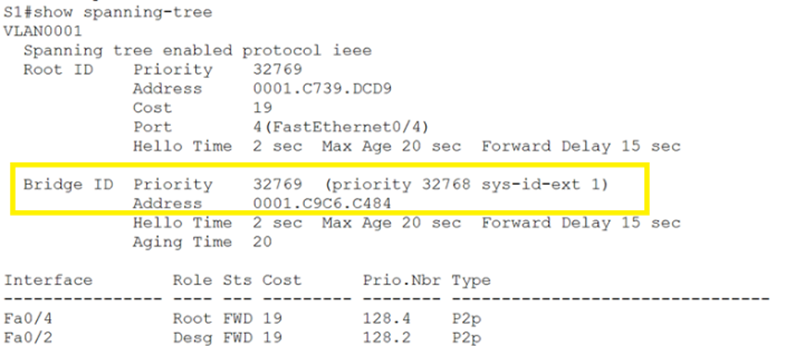 S1#show spanning-tree
VLAN0001
Spanning tree enabled protocol ieee
Root ID Priority 32769
Address 0001.C739.DCD9
Cost 19
Port 4(FastEthernet0/4)
Hello Time 2 sec Max Age 20 sec Forward Delay 15 sec
Bridge ID Priority 32769 (priority 32768 sys-id-ext 1)
Address 0001.C9C6.C484
Hello Time 2 sec Max Age 20 sec Forward Delay 15 sec
Aging Time 20
Interface Role Sts Cost Prio.Nbr Type
---------------- ---- --- --------- -------- --------------------------------
Fa0/4 Root FWD 19 128.4 P2p
Fa0/2 Desg FWD 19 128.2 P2p